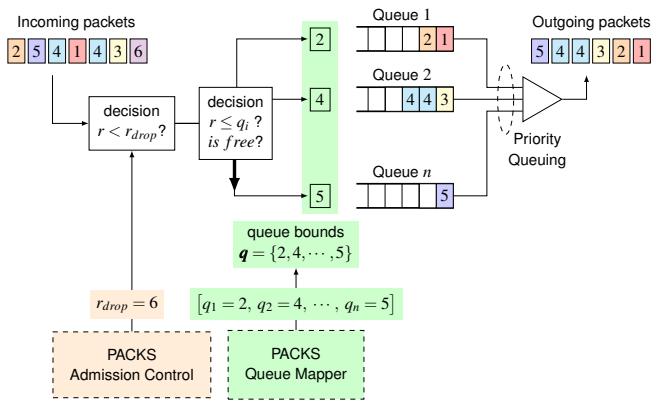 Incoming packets
2 5 4 1 4 3 6
decision
r < r_drop?
decision
r ≤ q_i ?
is free?
2
4
5
Queue 1
2 1
Queue 2
4 4 3
Queue n
5
Outgoing packets
5 4 4 3 2 1
Priority
Queuing
queue bounds
q = {2,4,⋯,5}
r_drop = 6
[q_1 = 2, q_2 = 4, ⋯, q_n = 5]
PACKS
Admission Control
PACKS
Queue Mapper